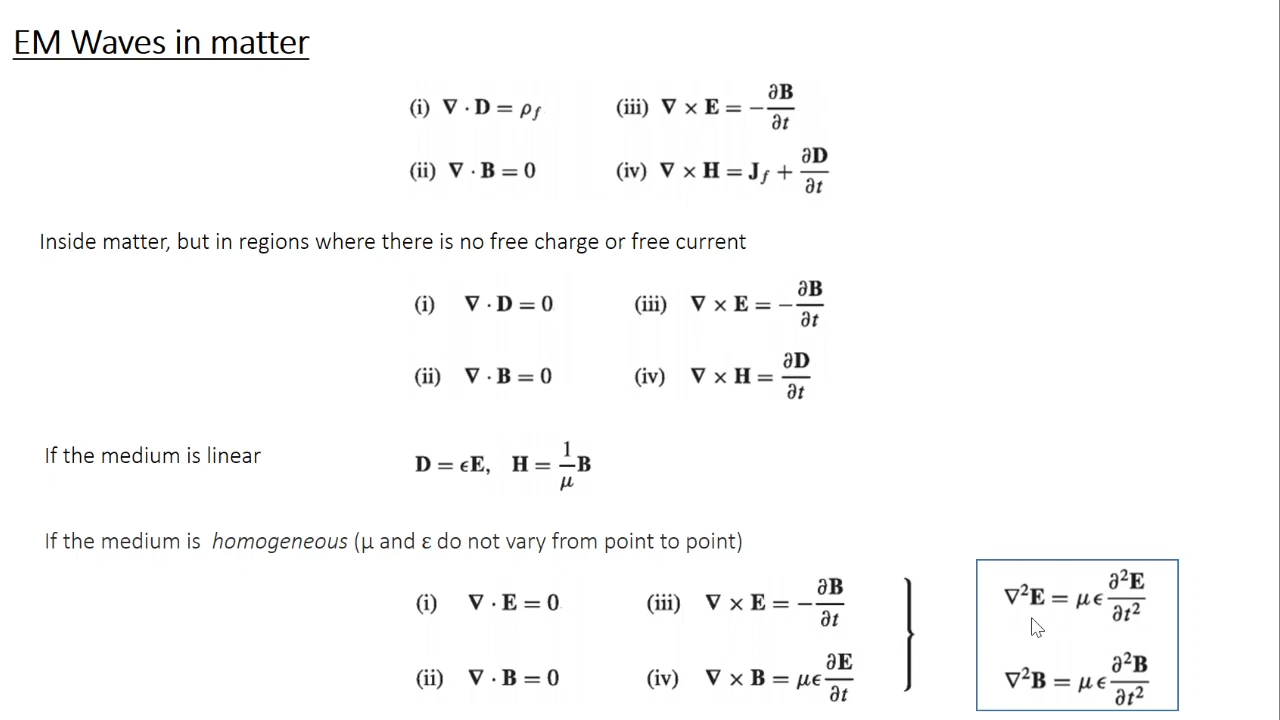 EM Waves in matter
(i) ∇ · D = ρf (iii) ∇ × E = −∂B/∂t
(ii) ∇ · B = 0 (iv) ∇ × H = Jf + ∂D/∂t
Inside matter, but in regions where there is no free charge or free current
(i) ∇ · D = 0 (iii) ∇ × E = −∂B/∂t
(ii) ∇ · B = 0 (iv) ∇ × H = ∂D/∂t
If the medium is linear D = ϵE, H = 1/μ B
If the medium is homogeneous (μ and ε do not vary from point to point)
(i) ∇ · E = 0 (iii) ∇ × E = −∂B/∂t
(ii) ∇ · B = 0 (iv) ∇ × B = μϵ ∂E/∂t
∇²E = μϵ ∂²E/∂t²
∇²B = μϵ ∂²B/∂t²